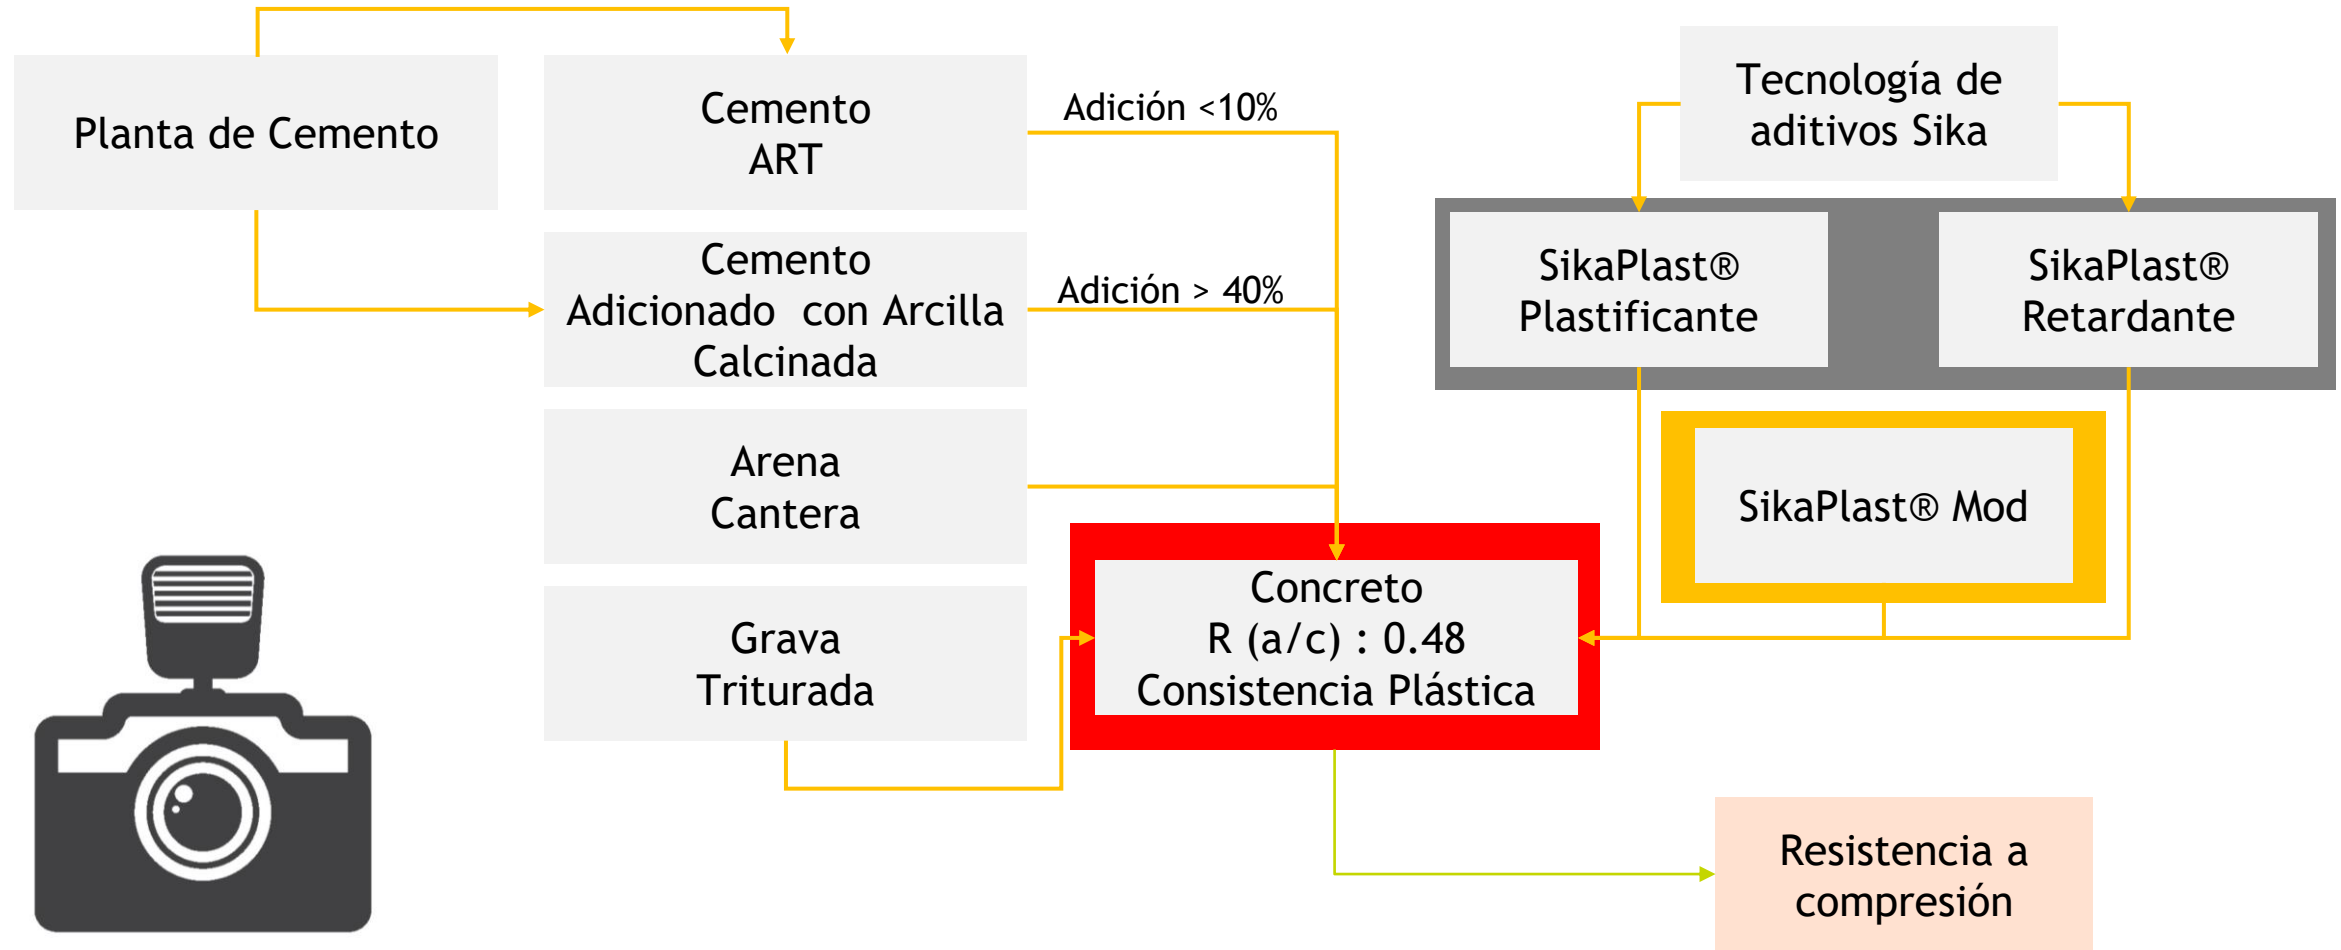 Planta de Cemento
Cemento
ART
Adición <10%
Cemento
Adicionado con Arcilla
Calcinada
Adición > 40%
Arena
Cantera
Grava
Triturada
Concreto
R (a/c) : 0.48
Consistencia Plástica
Tecnología de
aditivos Sika
SikaPlast®
Plastificante
SikaPlast®
Retardante
SikaPlast® Mod
Resistencia a
compresión